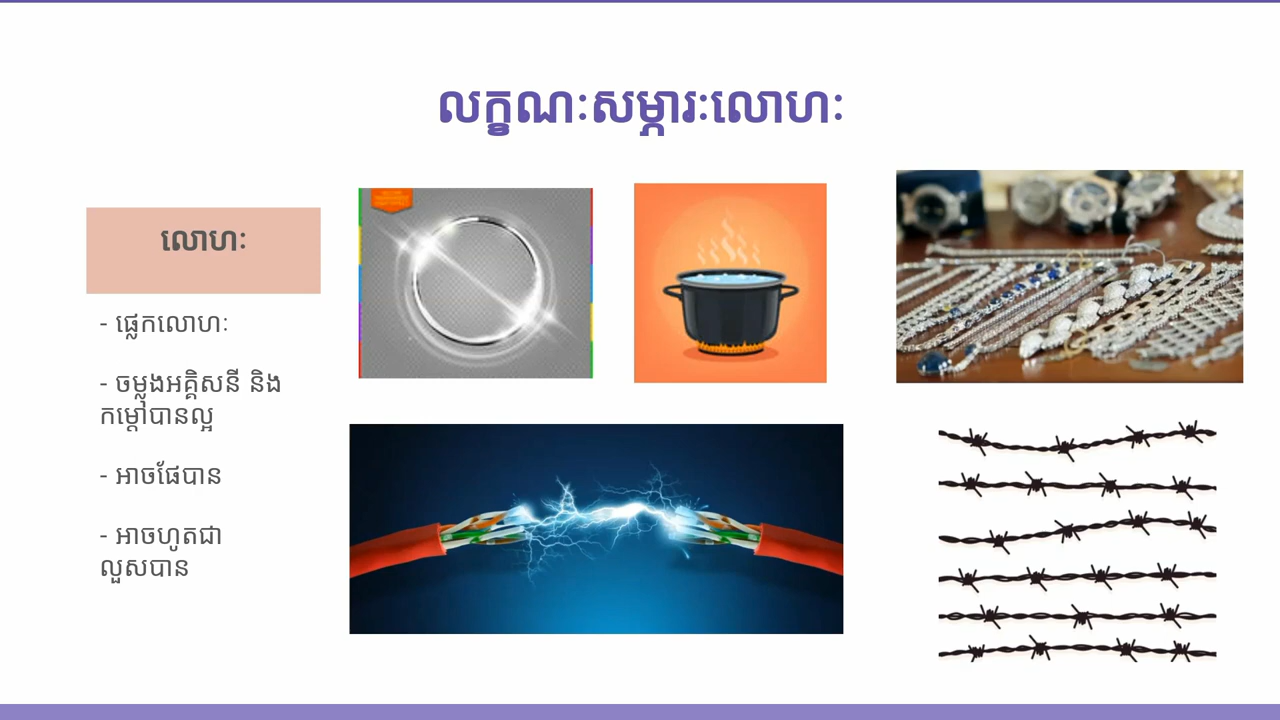 លក្ខណៈសម្ភារៈលោហៈ
លោហៈ
- ផ្លេកលោហៈ
- ចម្លងអគ្គិសនី និង
កម្តៅបានល្អ
- អាចផែបាន
- អាចហូតជា
លួសបាន